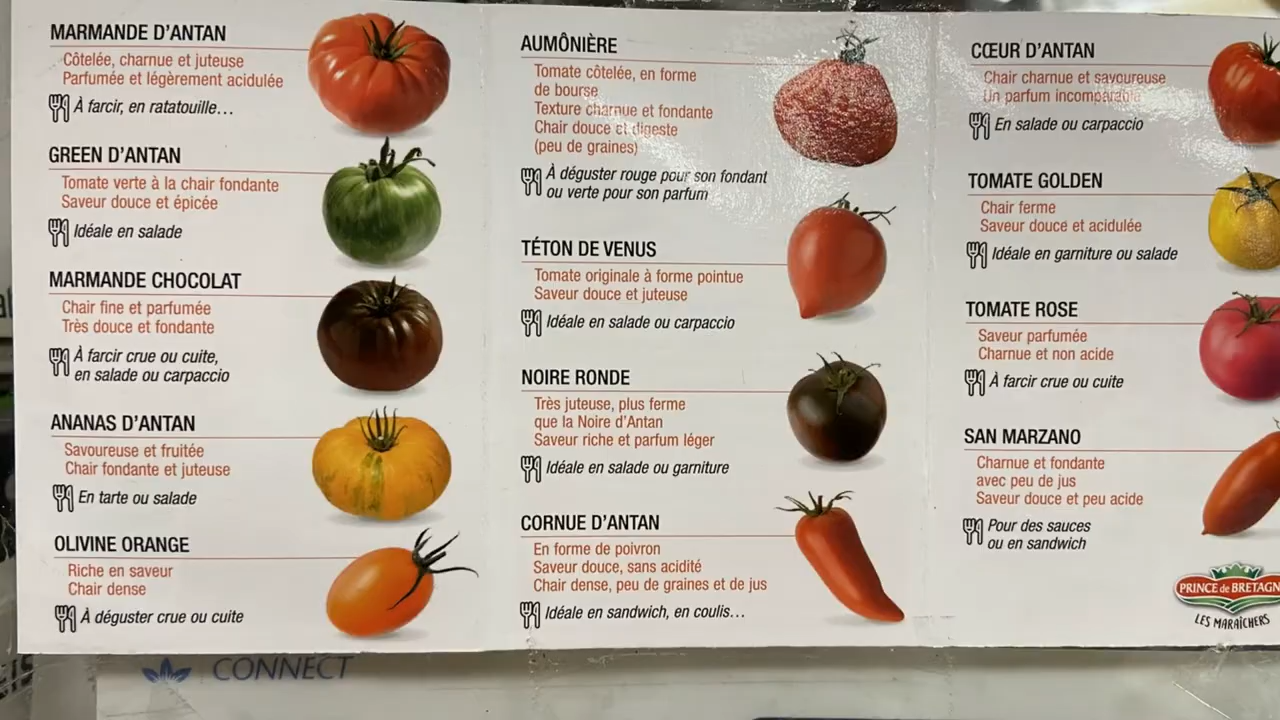 MARMANDE D'ANTAN
Côtelée, charnue et juteuse
Parfumée et légèrement acidulée
À farcir, en ratatouille...
GREEN D'ANTAN
Tomate verte à la chair fondante
Saveur douce et épicée
Idéale en salade
MARMANDE CHOCOLAT
Chair fine et parfumée
Très douce et fondante
À farcir crue ou cuite,
en salade ou carpaccio
ANANAS D'ANTAN
Savoureuse et fruitée
Chair fondante et juteuse
En tarte ou salade
OLIVINE ORANGE
Riche en saveur
Chair dense
À déguster crue ou cuite
AUMÔNIÈRE
Tomate côtelée, en forme
de bourse
Texture charnue et fondante
Chair douce et digeste
(peu de graines)
À déguster rouge pour son fondant
ou verte pour son parfum
TÉTON DE VENUS
Tomate originale à forme pointue
Saveur douce et juteuse
Idéale en salade ou carpaccio
NOIRE RONDE
Très juteuse, plus ferme
que la Noire d'Antan
Saveur riche et parfum léger
Idéale en salade ou garniture
CORNUE D'ANTAN
En forme de poivron
Saveur douce, sans acidité
Chair dense, peu de graines et de jus
Idéale en sandwich, en coulis...
CŒUR D'ANTAN
Chair charnue et savoureuse
Un parfum incomparable
En salade ou carpaccio
TOMATE GOLDEN
Chair ferme
Saveur douce et acidulée
Idéale en garniture ou salade
TOMATE ROSE
Saveur parfumée
Charnue et non acide
À farcir crue ou cuite
SAN MARZANO
Charnue et fondante
avec peu de jus
Saveur douce et peu acide
Pour des sauces
ou en sandwich
PRINCE de BRETAGN
LES MARAÎCHERS
CONNECT